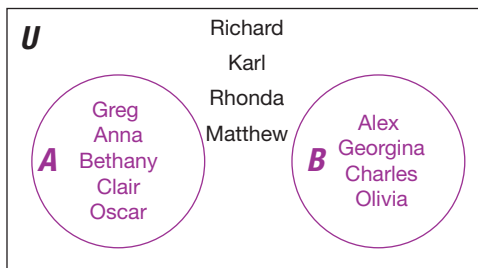 U
Richard
Karl
Rhonda
Matthew
A
Greg
Anna
Bethany
Clair
Oscar
B
Alex
Georgina
Charles
Olivia